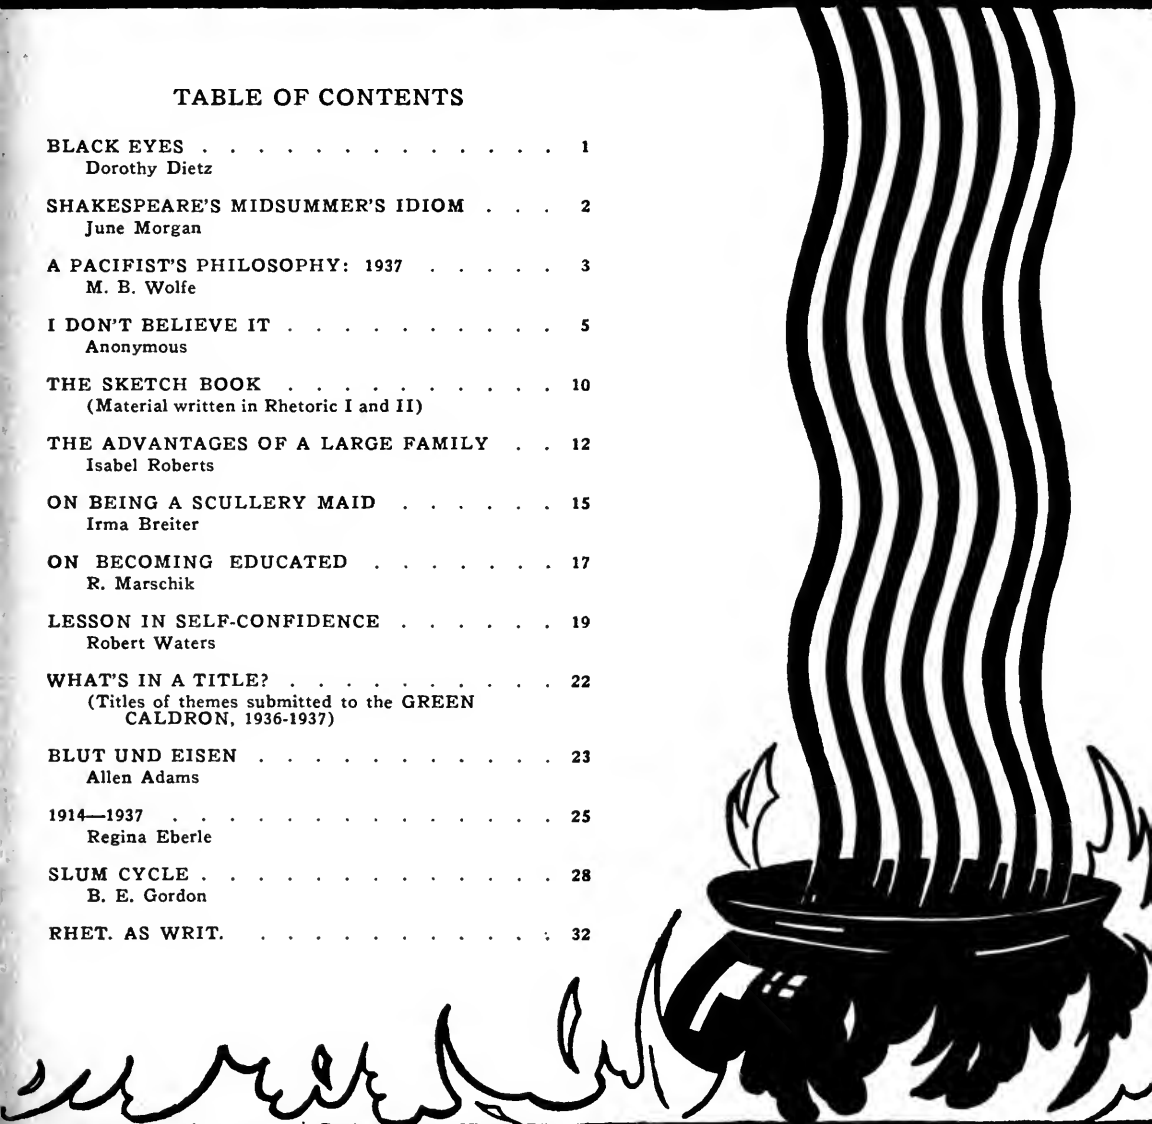 TABLE OF CONTENTS
BLACK EYES . . . . . . . . . . . . . 1
Dorothy Dietz
SHAKESPEARE'S MIDSUMMER'S IDIOM . . . 2
June Morgan
A PACIFIST'S PHILOSOPHY: 1937 . . . . . 3
M. B. Wolfe
I DON'T BELIEVE IT . . . . . . . . . . 5
Anonymous
THE SKETCH BOOK . . . . . . . . . . 10
(Material written in Rhetoric I and II)
THE ADVANTAGES OF A LARGE FAMILY . . 12
Isabel Roberts
ON BEING A SCULLERY MAID . . . . . . 15
Irma Breiter
ON BECOMING EDUCATED . . . . . . . 17
R. Marschik
LESSON IN SELF-CONFIDENCE . . . . . . 19
Robert Waters
WHAT'S IN A TITLE? . . . . . . . . . . 22
(Titles of themes submitted to the GREEN
CALDRON, 1936-1937)
BLUT UND EISEN . . . . . . . . . . . 23
Allen Adams
1914—1937 . . . . . . . . . . . . . . 25
Regina Eberle
SLUM CYCLE . . . . . . . . . . . . . 28
B. E. Gordon
RHET. AS WRIT. . . . . . . . . . . . 32